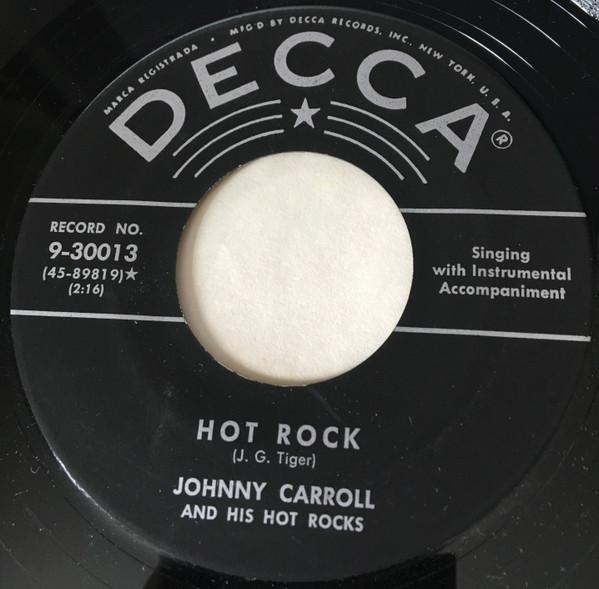 MARCA REGISTRADA • MFG'D BY DECCA RECORDS, INC., NEW YORK, U.S.A.
DECCA®
RECORD NO.
9-30013
(45-89819)★
(2:16)
Singing
with Instrumental
Accompaniment
HOT ROCK
(J. G. Tiger)
JOHNNY CARROLL
AND HIS HOT ROCKS